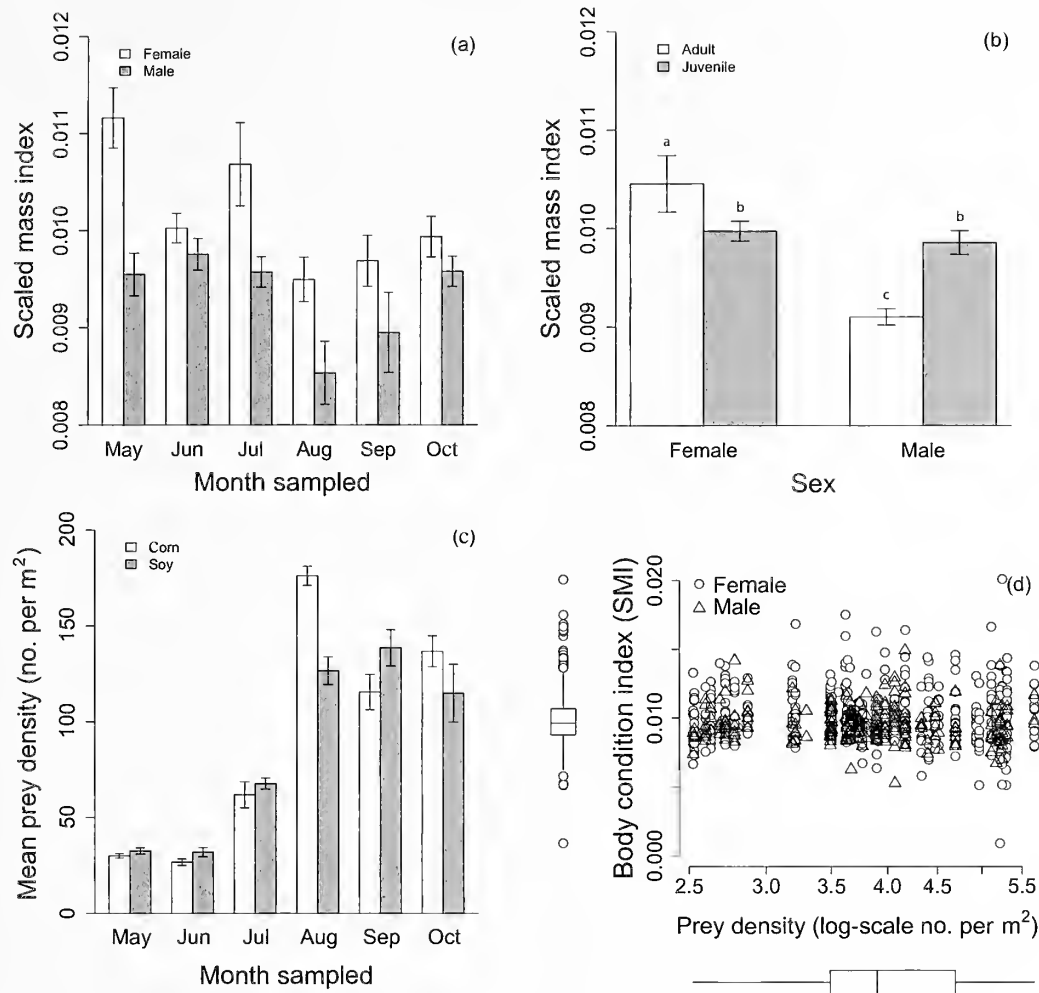 (a)
Female
Male
Scaled mass index
0.012
0.011
0.010
0.009
0.008
May Jun Jul Aug Sep Oct
Month sampled
(b)
Adult
Juvenile
Scaled mass index
0.012
0.011
0.010
0.009
0.008
a
b
c
b
Female Male
Sex
(c)
Corn
Soy
Mean prey density (no. per m²)
200
150
100
50
0
May Jun Jul Aug Sep Oct
Month sampled
(d)
Female
Male
Body condition index (SMI)
0.020
0.010
0.000
2.5 3.0 3.5 4.0 4.5 5.5
Prey density (log-scale no. per m²)